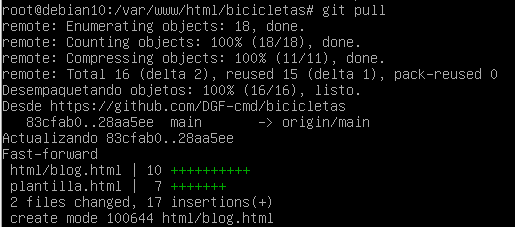 root@debian10:/var/www/html/bicicletas# git pull
remote: Enumerating objects: 18, done.
remote: Counting objects: 100% (18/18), done.
remote: Compressing objects: 100% (11/11), done.
remote: Total 16 (delta 2), reused 15 (delta 1), pack-reused 0
Desempaquetando objetos: 100% (16/16), listo.
Desde https://github.com/DGF-cmd/bicicletas
   83cfab0..28aa5ee  main       -> origin/main
Actualizando 83cfab0..28aa5ee
Fast-forward
 html/blog.html | 10 ++++++++++
 plantilla.html |  7 +++++++
 2 files changed, 17 insertions(+)
 create mode 100644 html/blog.html